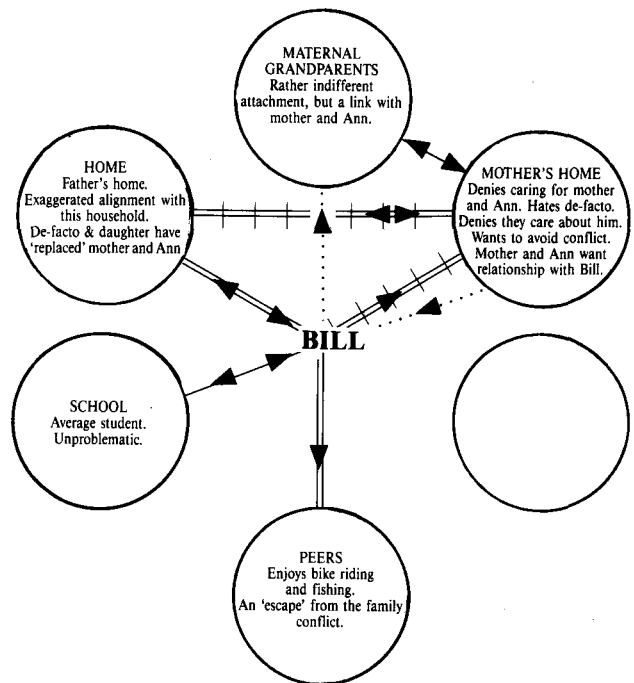 MATERNAL
GRANDPARENTS
Rather indifferent
attachment, but a link with
mother and Ann.
HOME
Father's home.
Exaggerated alignment with
this household.
De-facto & daughter have
'replaced' mother and Ann
MOTHER'S HOME
Denies caring for mother
and Ann. Hates de-facto.
Denies they care about him.
Wants to avoid conflict.
Mother and Ann want
relationship with Bill.
BILL
SCHOOL
Average student.
Unproblematic.
PEERS
Enjoys bike riding
and fishing.
An 'escape' from the family
conflict.